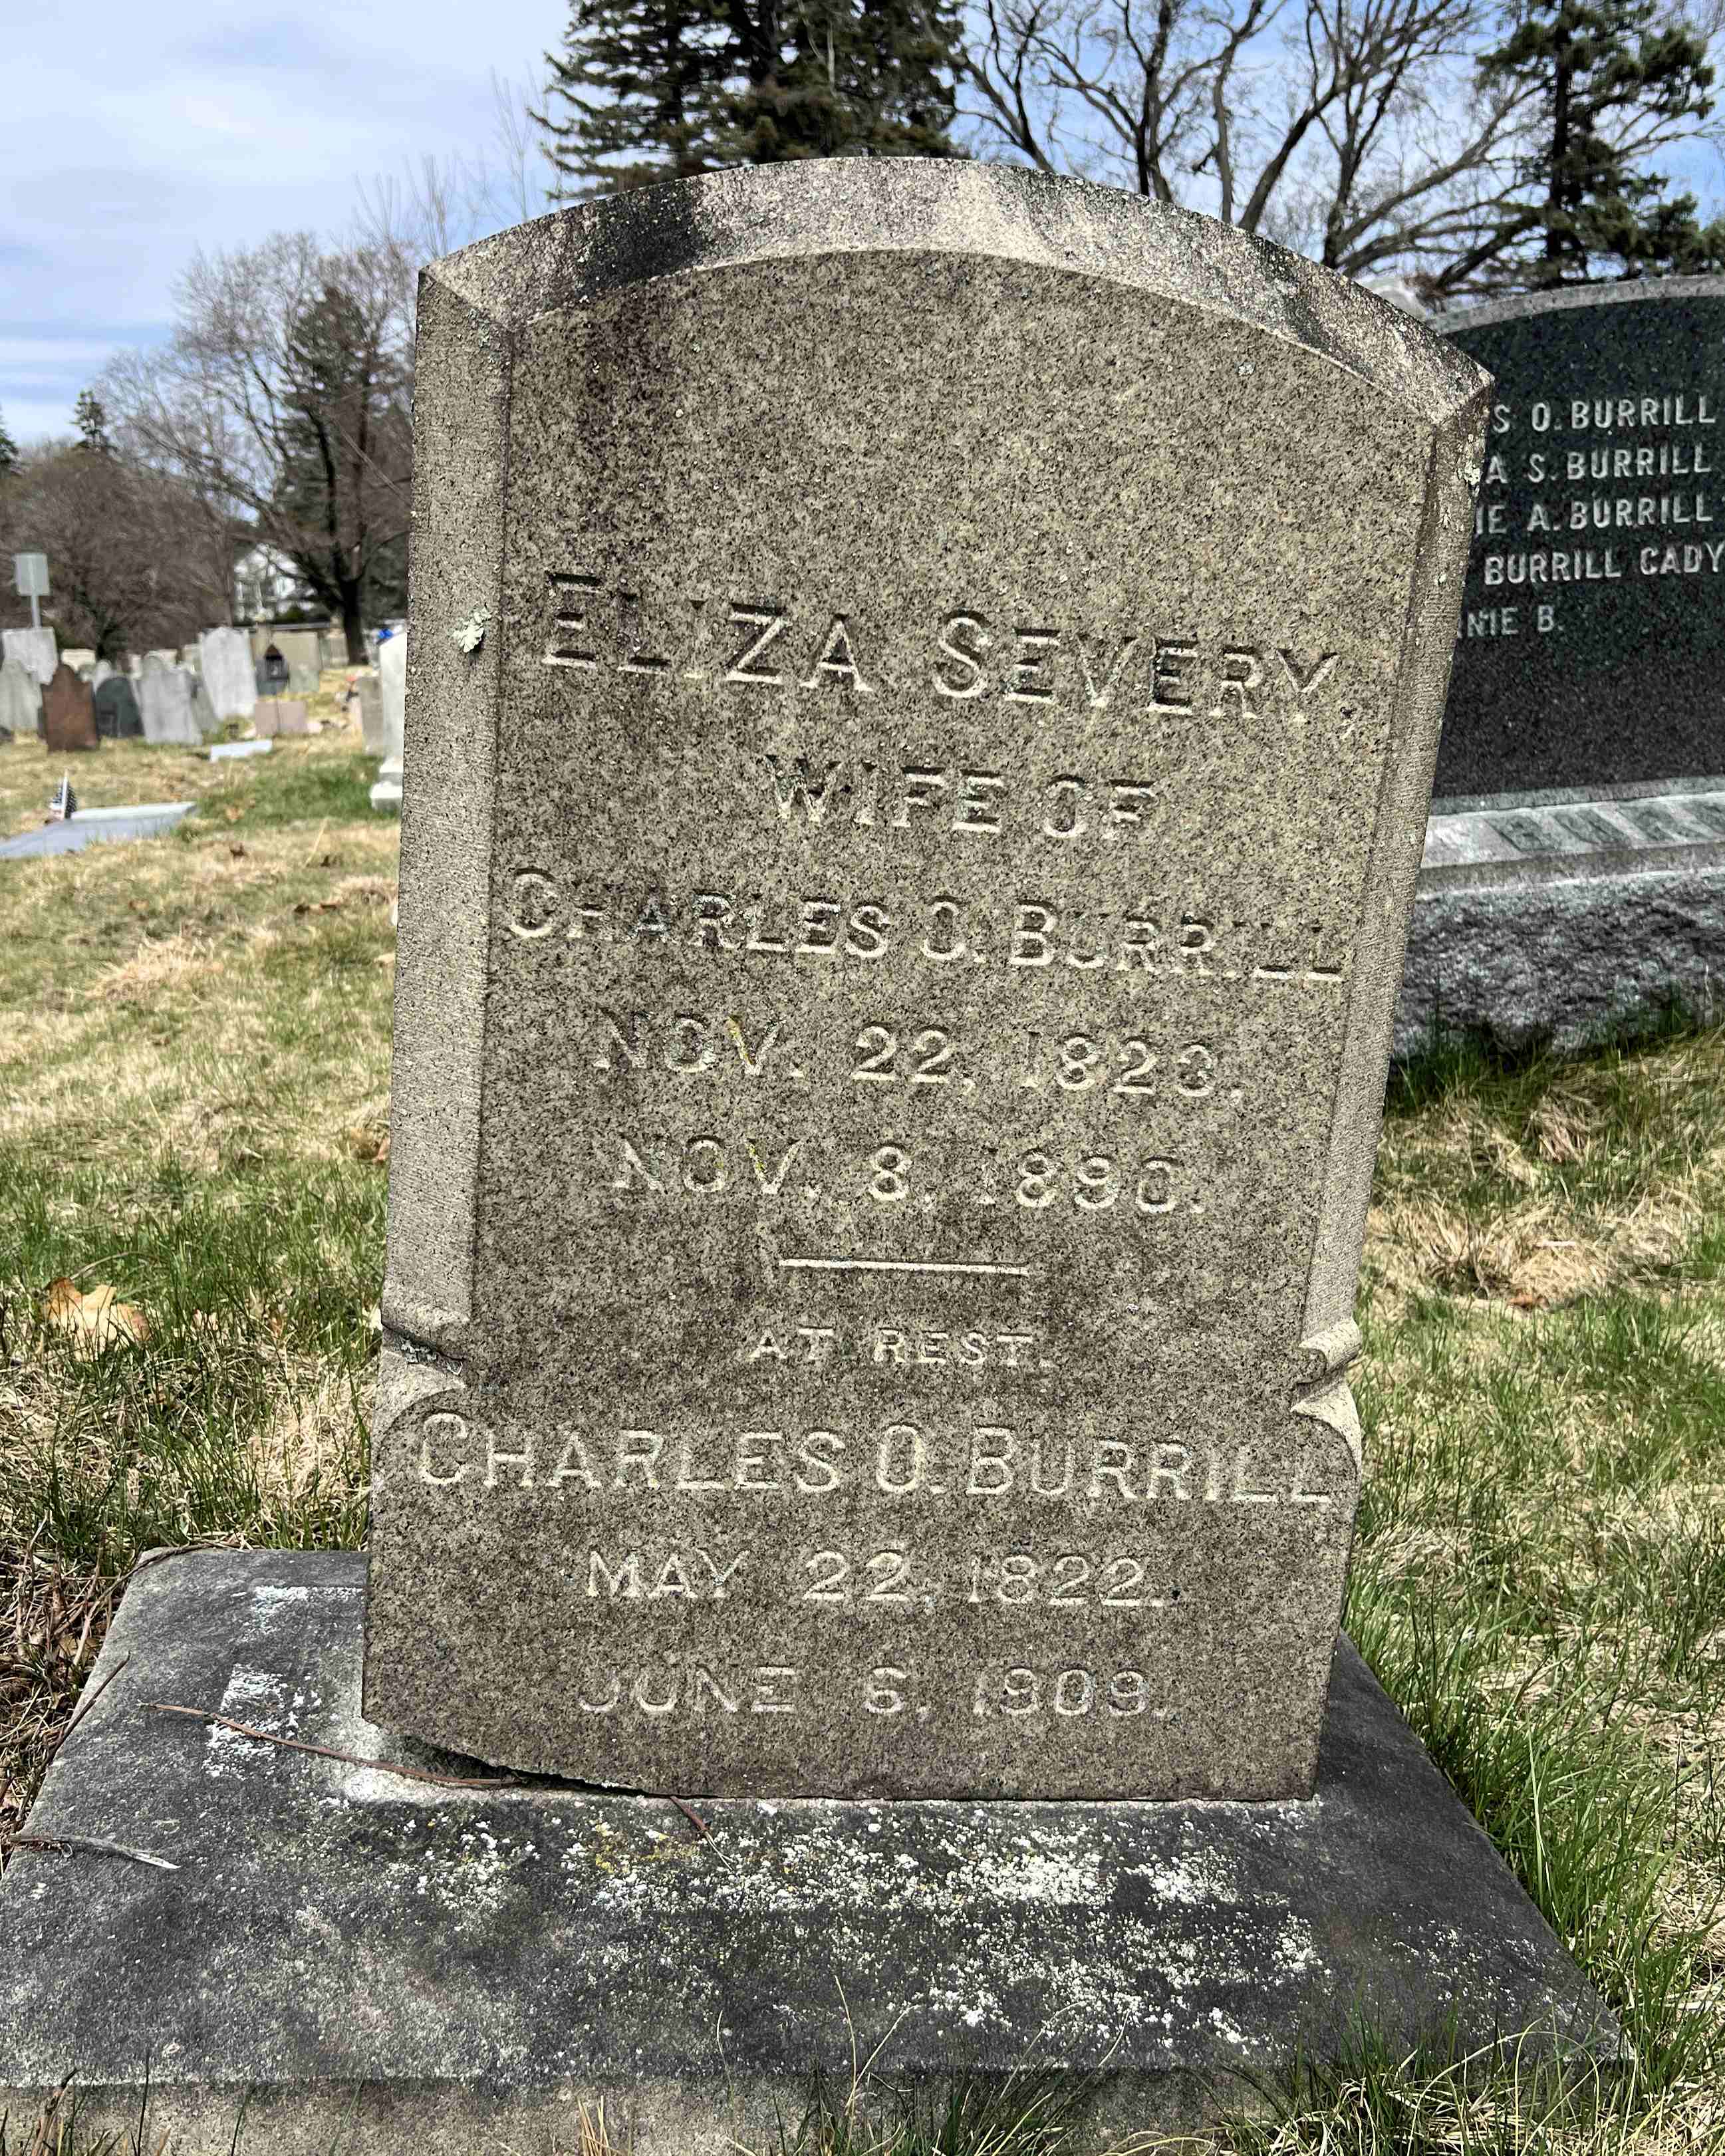 ELIZA SEVERY,
WIFE OF
CHARLES O. BURRILL
NOV. 22, 1823.
NOV. 8, 1890.
AT REST.
CHARLES O. BURRILL
MAY 22, 1822.
JUNE 6, 1909.
S O. BURRILL
A S. BURRILL
IE A. BURRILL
BURRILL CADY
NIE B.